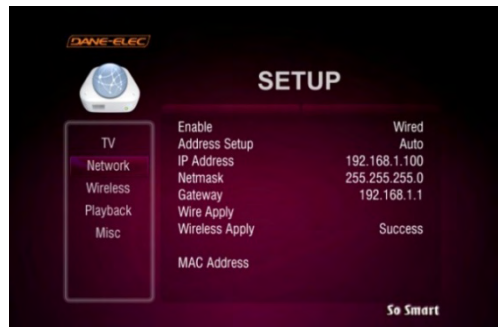 DANE-ELEC
SETUP
TV
Network
Wireless
Playback
Misc
Enable Wired
Address Setup Auto
IP Address 192.168.1.100
Netmask 255.255.255.0
Gateway 192.168.1.1
Wire Apply
Wireless Apply Success
MAC Address
So Smart